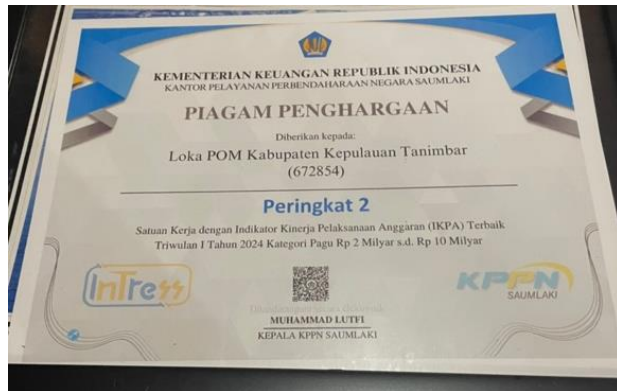 KEMENTERIAN KEUANGAN REPUBLIK INDONESIA
KANTOR PELAYANAN PERBENDAHARAAN NEGARA SAUMLAKI
PIAGAM PENGHARGAAN
Diberikan kepada:
Loka POM Kabupaten Kepulauan Tanimbar
(672854)
Peringkat 2
Satuan Kerja dengan Indikator Kinerja Pelaksanaan Anggaran (IKPA) Terbaik
Triwulan I Tahun 2024 Kategori Pagu Rp 2 Milyar s.d. Rp 10 Milyar
InTress
KPPN
SAUMLAKI
MUHAMMAD LUTFI
KEPALA KPPN SAUMLAKI